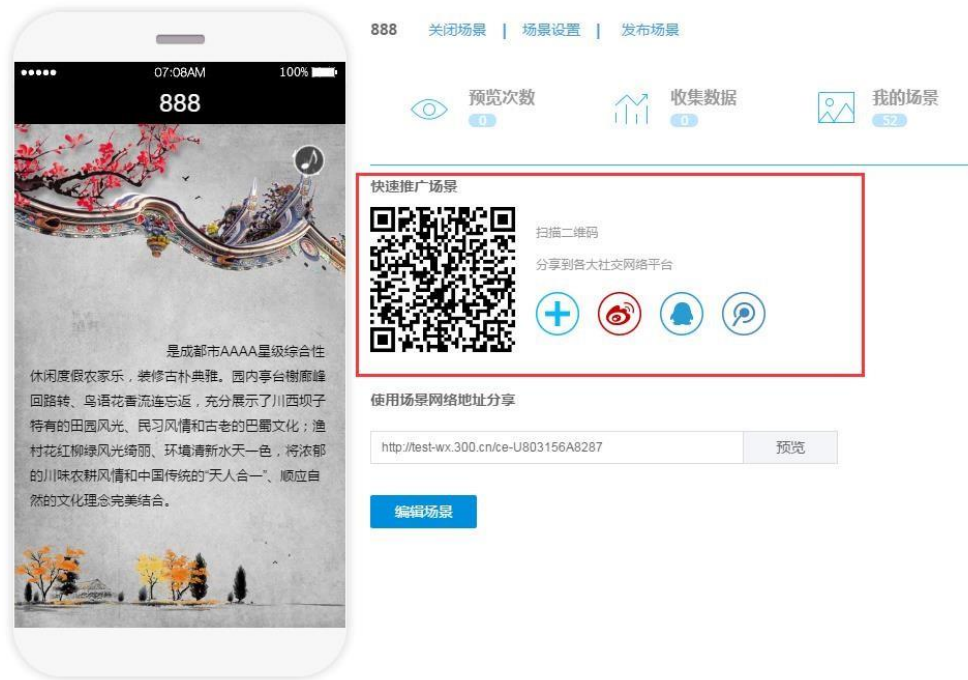 07:08AM
100%
888
是成都市AAAA星级综合性
休闲度假农家乐，装修古朴典雅。园内亭台榭廊峰
回路转、鸟语花香流连忘返，充分展示了川西坝子
特有的田园风光、民习风情和古老的巴蜀文化；渔
村花红柳绿风光绮丽、环境清新水天一色，将浓郁
的川味农耕风情和中国传统的“天人合一”、顺应自
然的文化理念完美结合。
888 关闭场景 | 场景设置 | 发布场景
预览次数
0
收集数据
0
我的场景
52
快速推广场景
扫描二维码
分享到各大社交网络平台
使用场景网络地址分享
http://test-wx.300.cn/ce-U803156A8287 预览
编辑场景